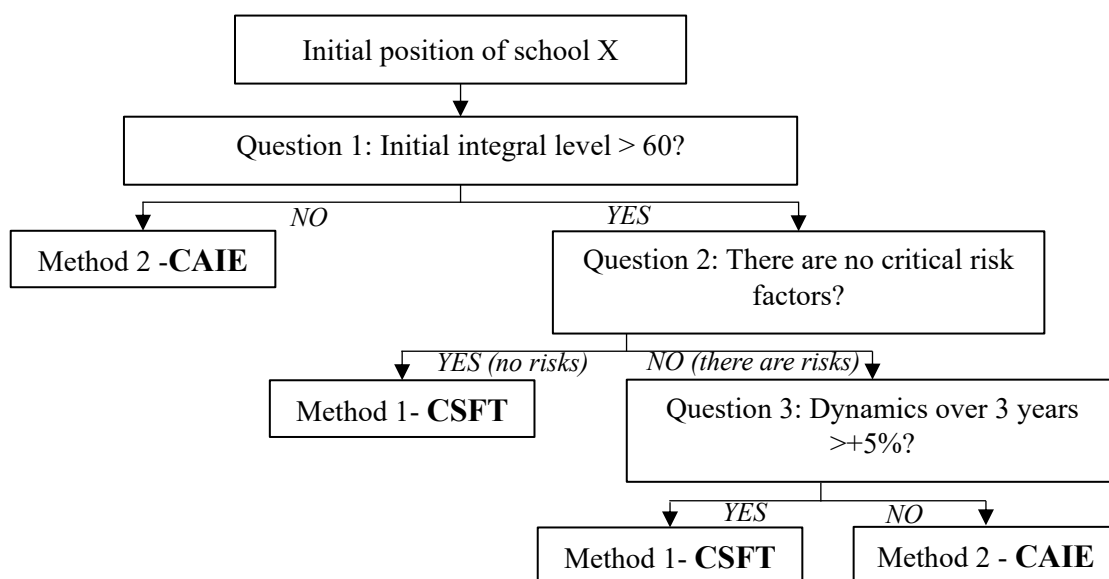 Initial position of school X
Question 1: Initial integral level > 60?
NO
YES
Method 2 -CAIE
Question 2: There are no critical risk
factors?
YES (no risks)
NO (there are risks)
Method 1- CSFT
Question 3: Dynamics over 3 years
>+5%?
YES
NO
Method 1- CSFT
Method 2 - CAIE